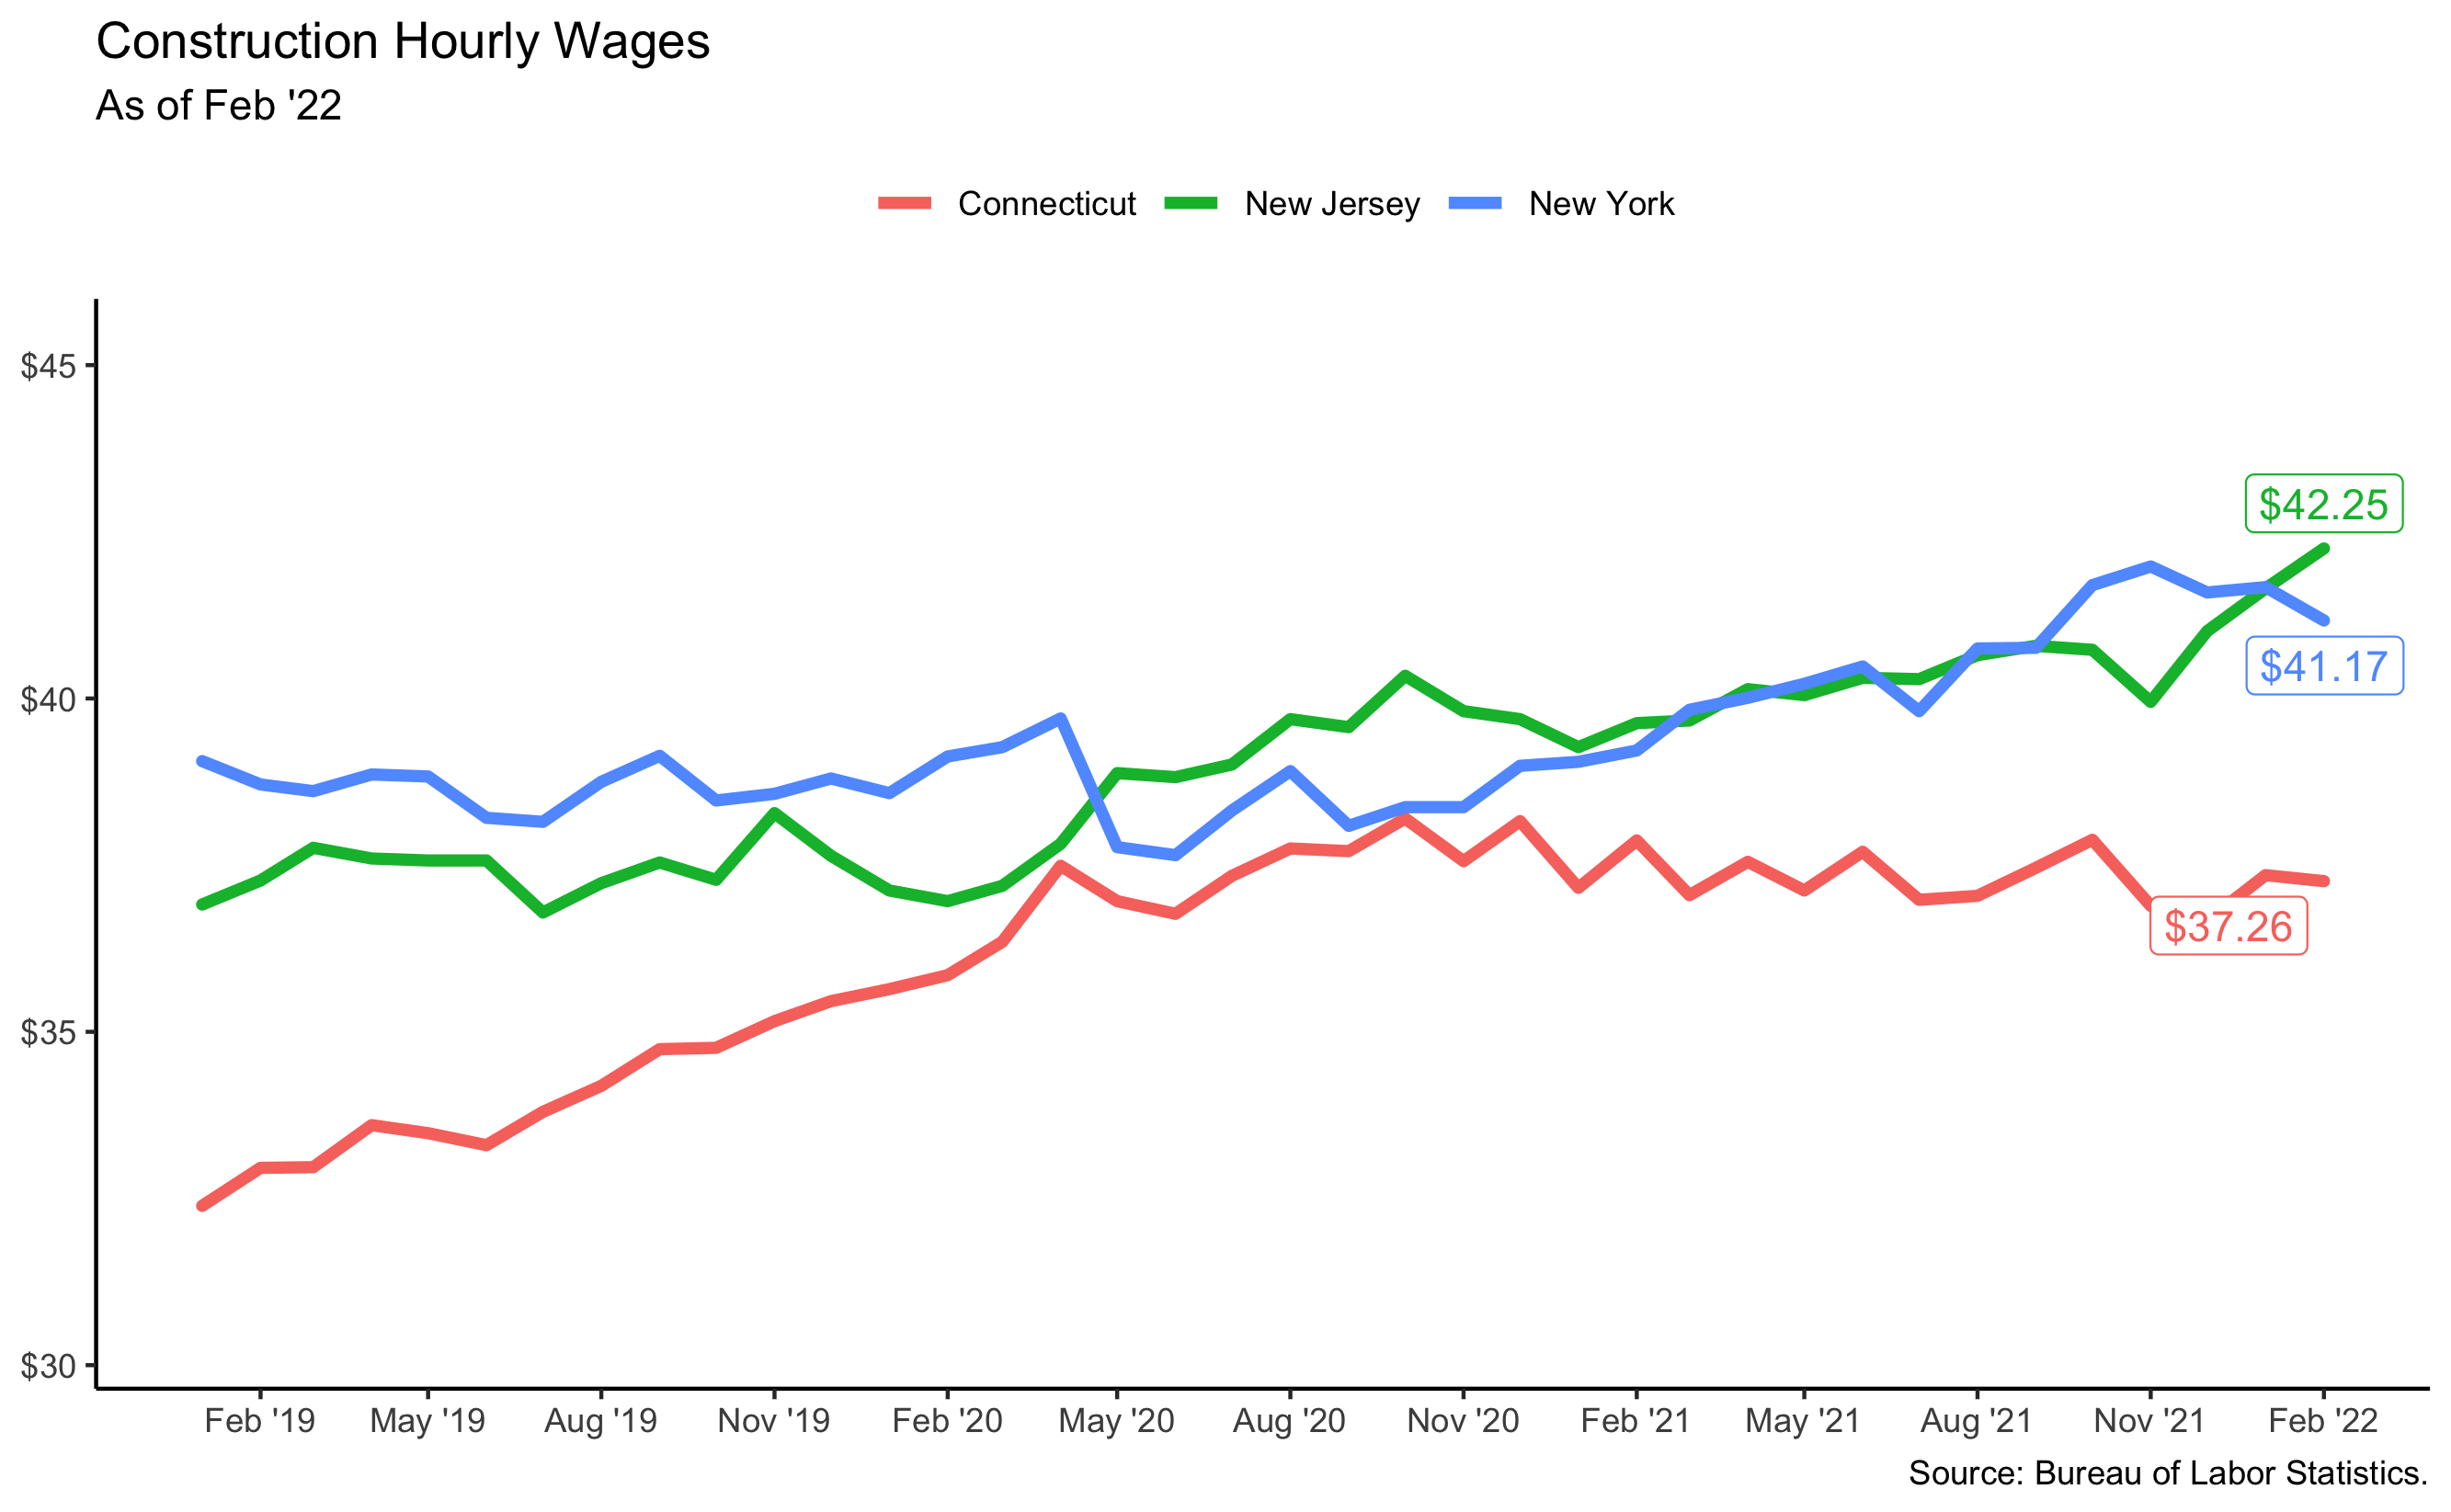 Construction Hourly Wages
As of Feb '22
Connecticut New Jersey New York
$45
$42.25
$41.17
$40
$37.26
$35
$30
Feb '19 May '19 Aug '19 Nov '19 Feb '20 May '20 Aug '20 Nov '20 Feb '21 May '21 Aug '21 Nov '21 Feb '22
Source: Bureau of Labor Statistics.